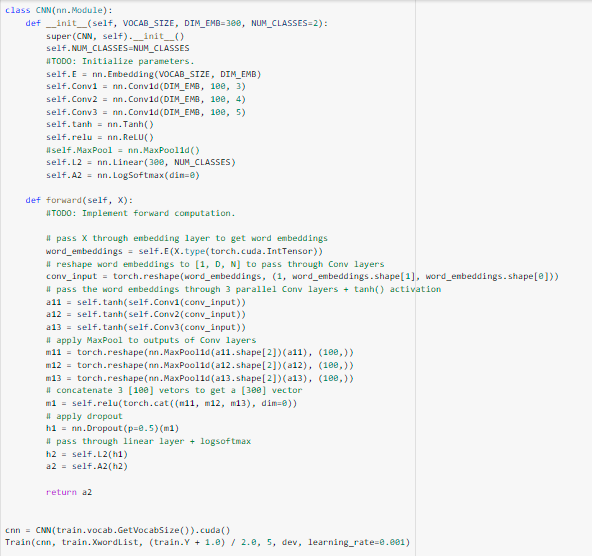 class CNN(nn.Module):
    def __init__(self, VOCAB_SIZE, DIM_EMB=300, NUM_CLASSES=2):
        super(CNN, self).__init__()
        self.NUM_CLASSES=NUM_CLASSES
        #TODO: Initialize parameters.
        self.E = nn.Embedding(VOCAB_SIZE, DIM_EMB)
        self.Conv1 = nn.Conv1d(DIM_EMB, 100, 3)
        self.Conv2 = nn.Conv1d(DIM_EMB, 100, 4)
        self.Conv3 = nn.Conv1d(DIM_EMB, 100, 5)
        self.tanh = nn.Tanh()
        self.relu = nn.ReLU()
        #self.MaxPool = nn.MaxPool1d()
        self.L2 = nn.Linear(300, NUM_CLASSES)
        self.A2 = nn.LogSoftmax(dim=0)

    def forward(self, X):
        #TODO: Implement forward computation.

        # pass X through embedding layer to get word embeddings
        word_embeddings = self.E(X.type(torch.cuda.IntTensor))
        # reshape word embeddings to [1, D, N] to pass through Conv layers
        conv_input = torch.reshape(word_embeddings, (1, word_embeddings.shape[1], word_embeddings.shape[0]))
        # pass the word embeddings through 3 parallel Conv layers + tanh() activation
        a11 = self.tanh(self.Conv1(conv_input))
        a12 = self.tanh(self.Conv2(conv_input))
        a13 = self.tanh(self.Conv3(conv_input))
        # apply MaxPool to outputs of Conv layers
        m11 = torch.reshape(nn.MaxPool1d(a11.shape[2])(a11), (100,))
        m12 = torch.reshape(nn.MaxPool1d(a12.shape[2])(a12), (100,))
        m13 = torch.reshape(nn.MaxPool1d(a13.shape[2])(a13), (100,))
        # concatenate 3 [100] vetors to get a [300] vector
        m1 = self.relu(torch.cat((m11, m12, m13), dim=0))
        # apply dropout
        h1 = nn.Dropout(p=0.5)(m1)
        # pass through linear layer + logsoftmax
        h2 = self.L2(h1)
        a2 = self.A2(h2)

        return a2

cnn = CNN(train.vocab.GetVocabSize()).cuda()
Train(cnn, train.XwordList, (train.Y + 1.0) / 2.0, 5, dev, learning_rate=0.001)